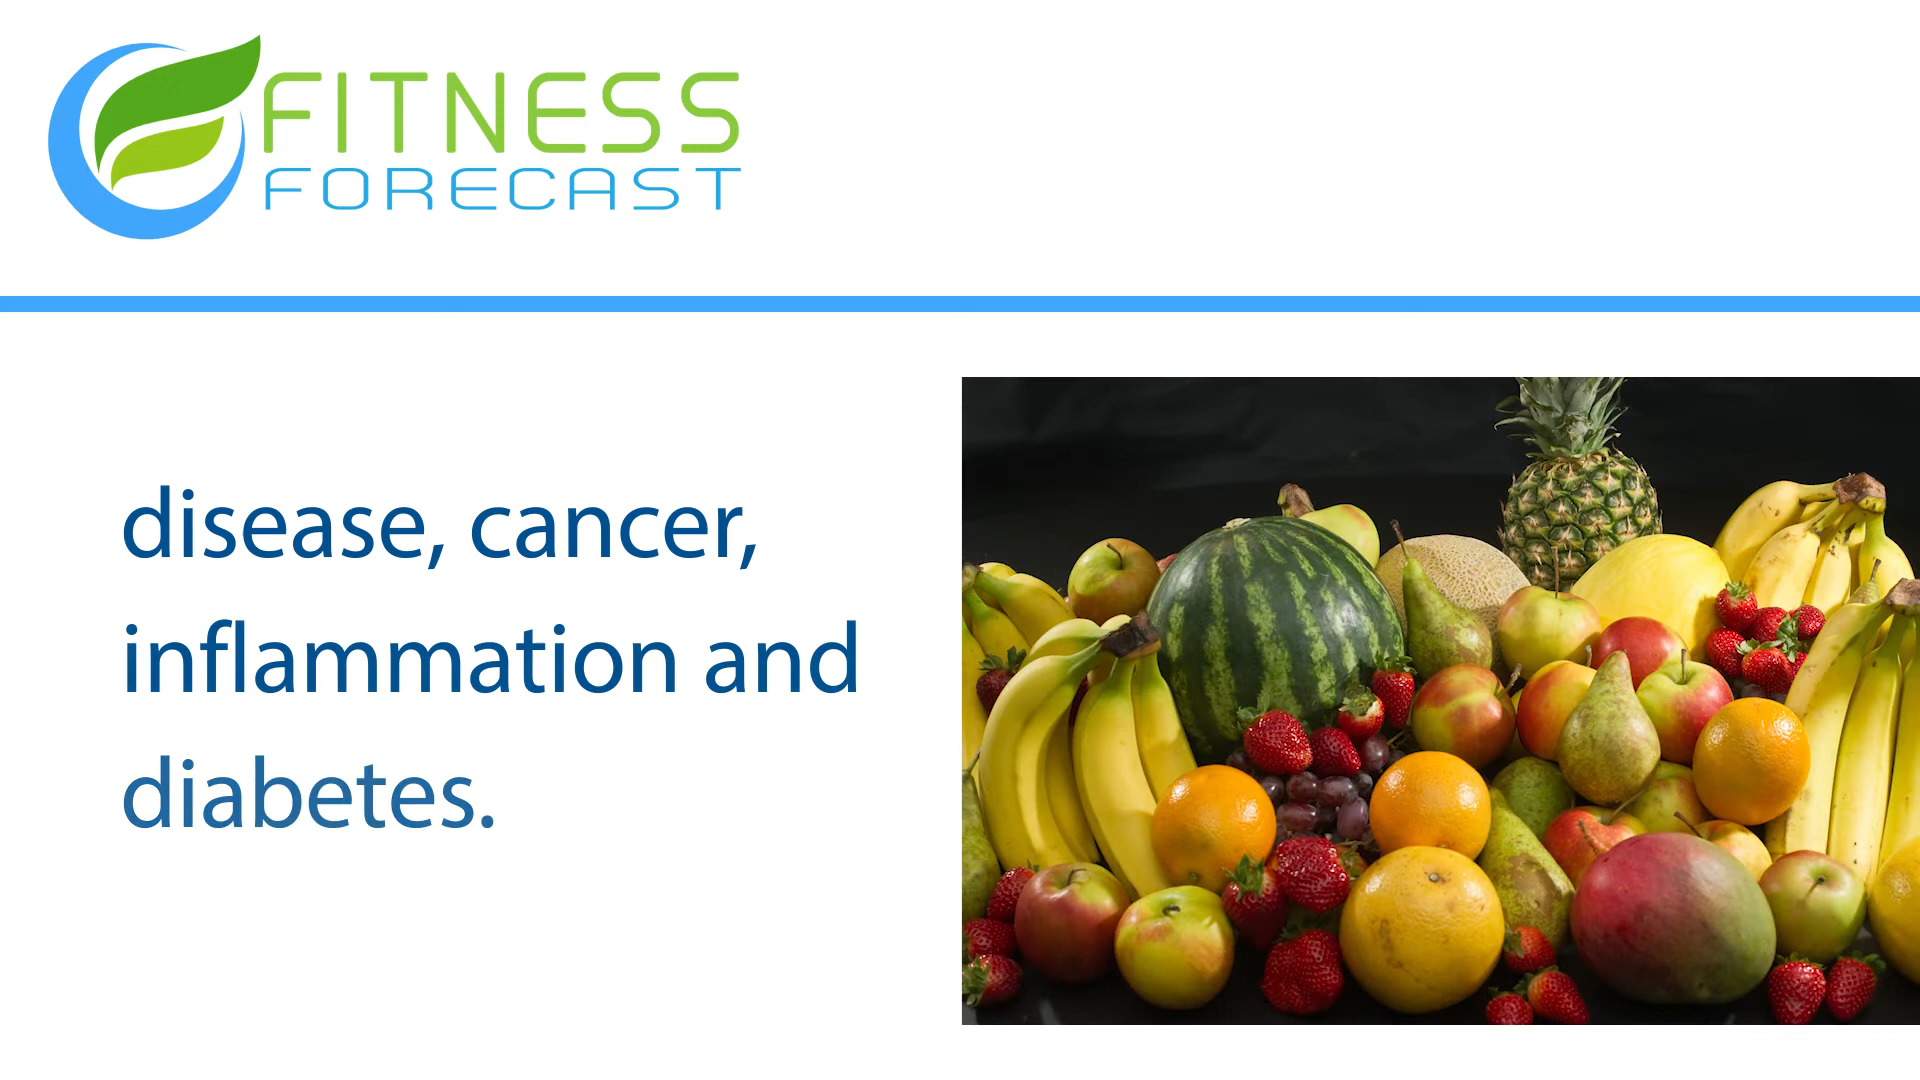 FITNESS
FORECAST
disease, cancer,
inflammation and
diabetes.